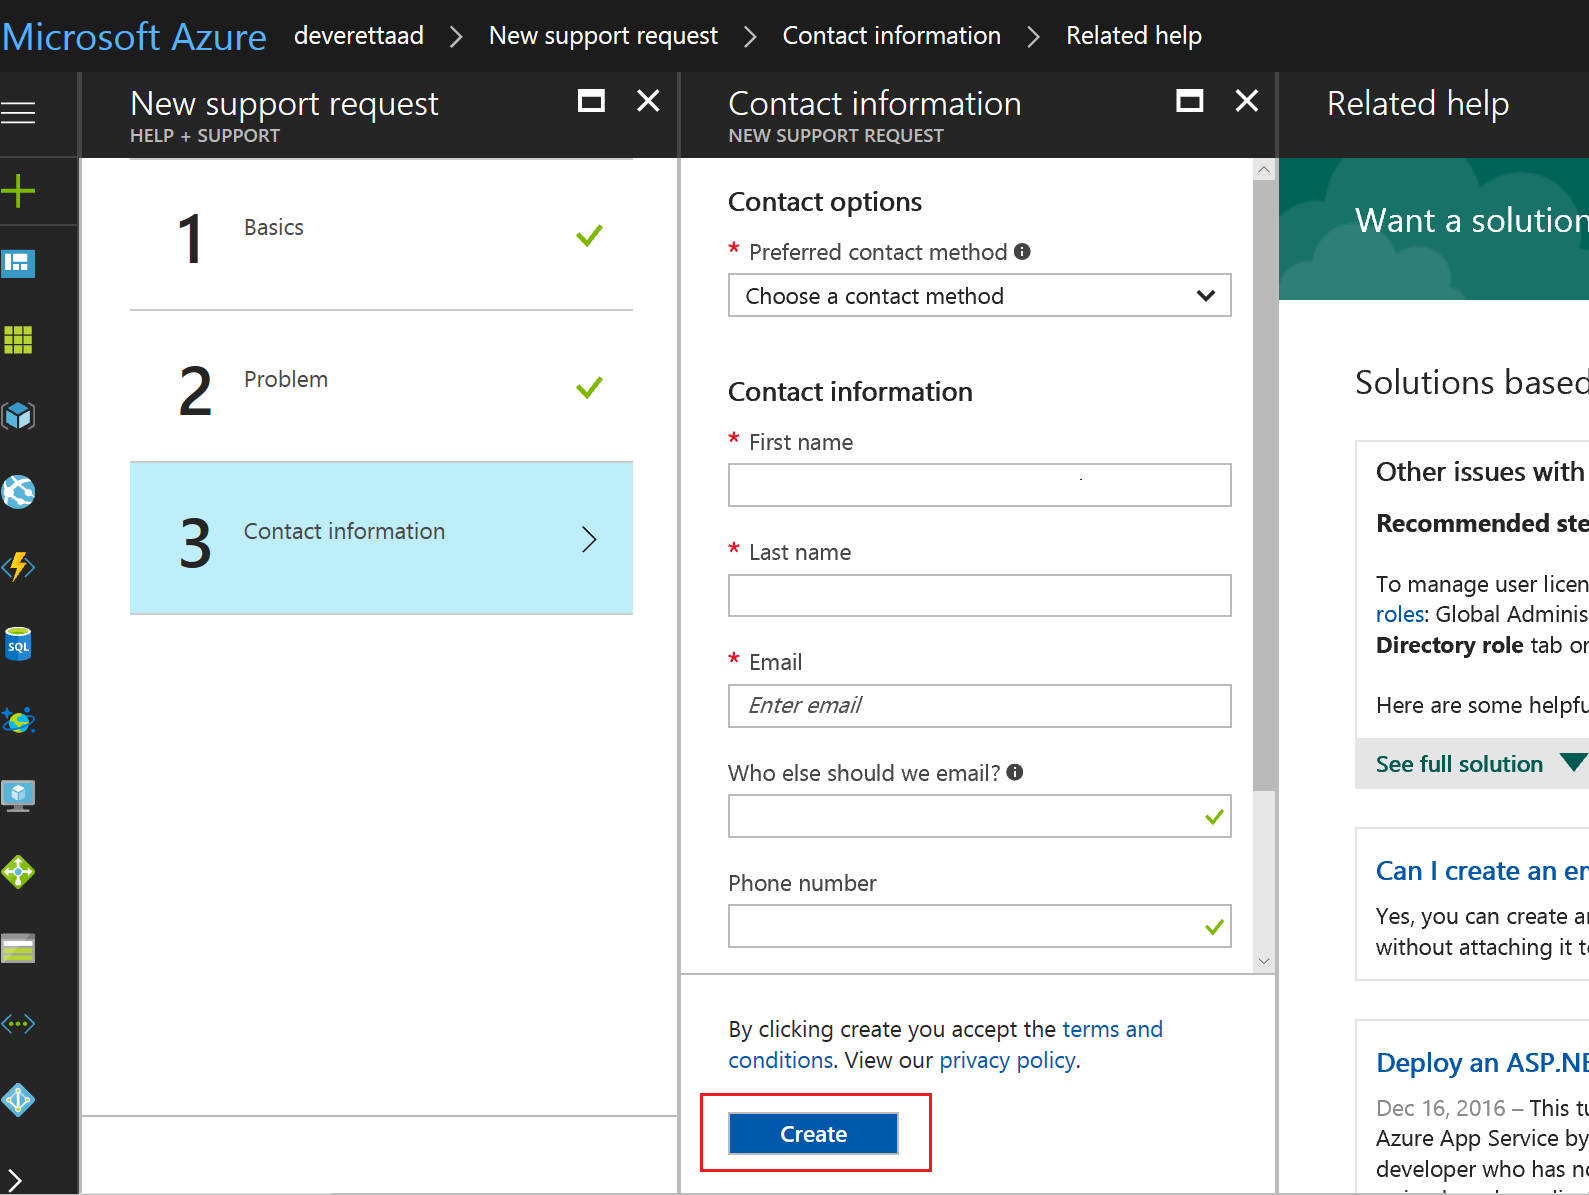 Microsoft Azure deverettaad New support request Contact information Related help
New support request
HELP + SUPPORT
1 Basics
2 Problem
3 Contact information
SQL
Contact information
NEW SUPPORT REQUEST
Contact options
* Preferred contact method
Choose a contact method
Contact information
* First name
* Last name
* Email
Enter email
Who else should we email?
Phone number
By clicking create you accept the terms and
conditions. View our privacy policy.
Create
Related help
Want a solution
Solutions based
Other issues with
Recommended ste
To manage user licen
roles: Global Adminis
Directory role tab or
Here are some helpfu
See full solution
Can I create an en
Yes, you can create a
without attaching it to
Deploy an ASP.NE
Dec 16, 2016 – This tu
Azure App Service by
developer who has no